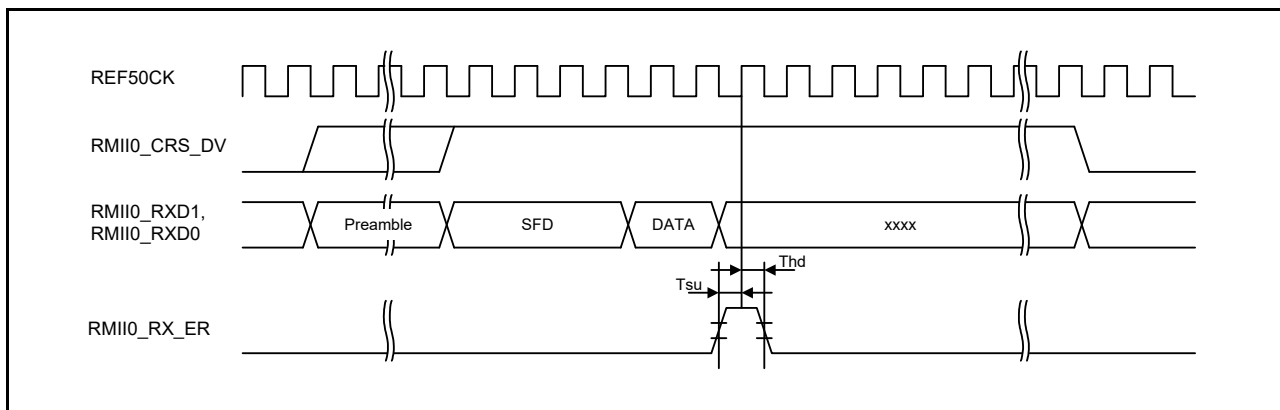 REF50CK
RMII0_CRS_DV
RMII0_RXD1,
RMII0_RXD0
Preamble
SFD
DATA
xxxx
Thd
Tsu
RMII0_RX_ER